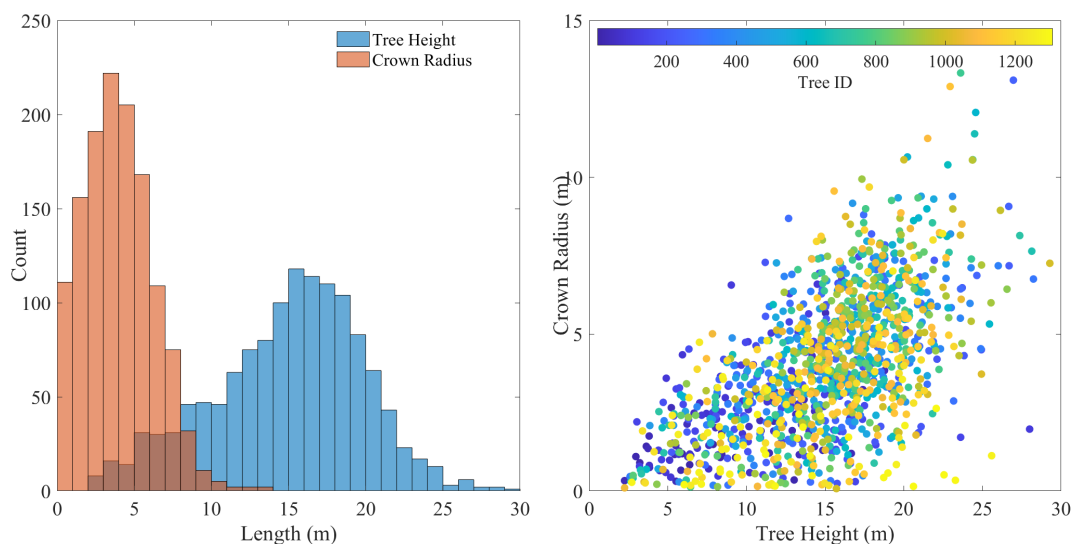 250
200
150
100
50
0
Count
0 5 10 15 20 25 30
Length (m)
Tree Height
Crown Radius
15
10
5
0
Crown Radius (m)
200 400 600 800 1000 1200
Tree ID
0 5 10 15 20 25 30
Tree Height (m)